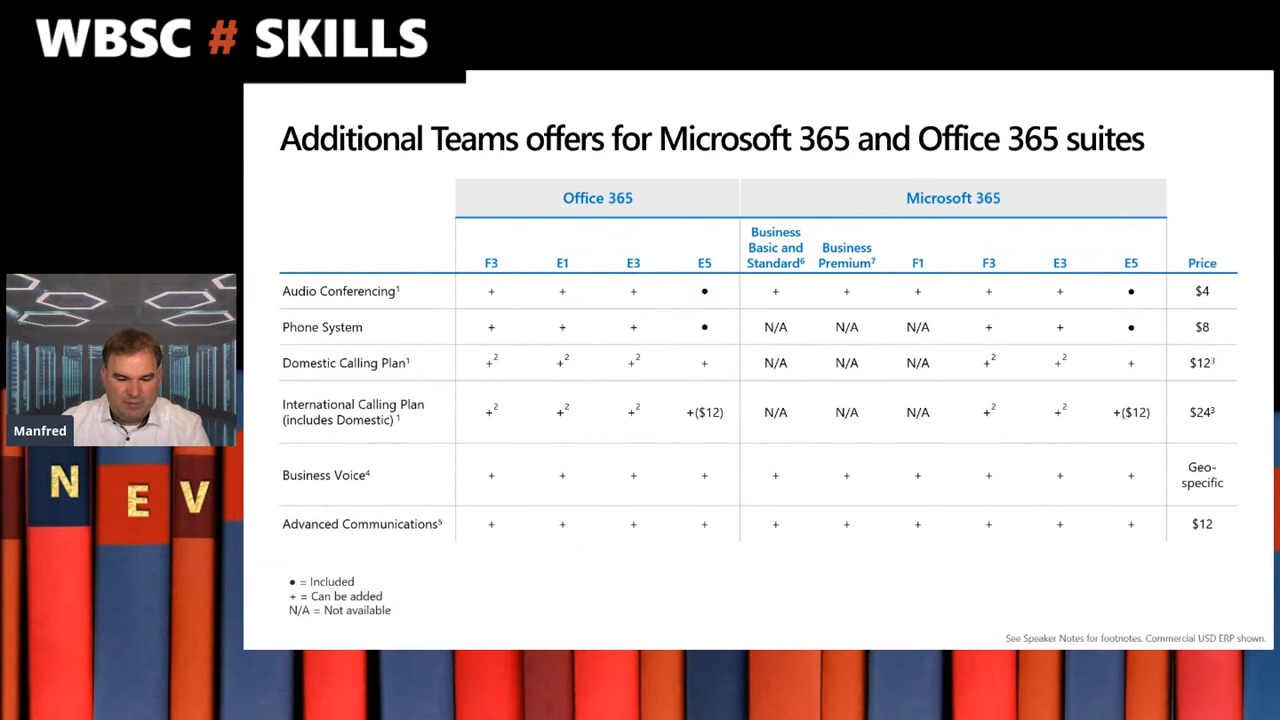 WBSC # SKILLS
Additional Teams offers for Microsoft 365 and Office 365 suites
Office 365 Microsoft 365
F3 E1 E3 E5 Business Basic and Standard⁶ Business Premium⁷ F1 F3 E3 E5 Price
Audio Conferencing¹ + + + ● + + + + + ● $4
Phone System + + + ● N/A N/A N/A + + ● $8
Domestic Calling Plan¹ +² +² +² + N/A N/A N/A +² +² + $12³
International Calling Plan
(includes Domestic) ¹ +² +² +² +($12) N/A N/A N/A +² +² +($12) $24³
Business Voice⁴ + + + + + + + + + + Geo-specific
Advanced Communications⁵ + + + + + + + + + + $12
● = Included
+ = Can be added
N/A = Not available
See Speaker Notes for footnotes. Commercial USD ERP shown.
Manfred
N E V